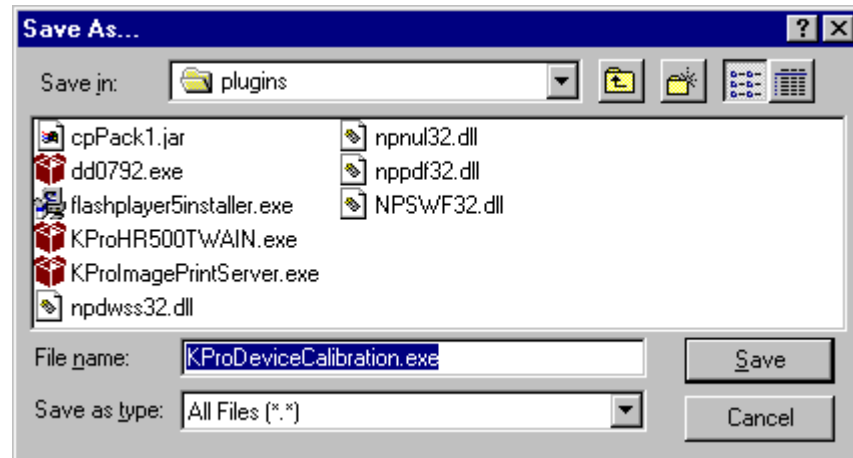 Save As...
Save in: plugins
cpPack1.jar
dd0792.exe
flashplayer5installer.exe
KProHR500TWAIN.exe
KProImagePrintServer.exe
npdwss32.dll
npnul32.dll
nppdf32.dll
NPSWF32.dll
File name: KProDeviceCalibration.exe Save
Save as type: All Files (*.*) Cancel